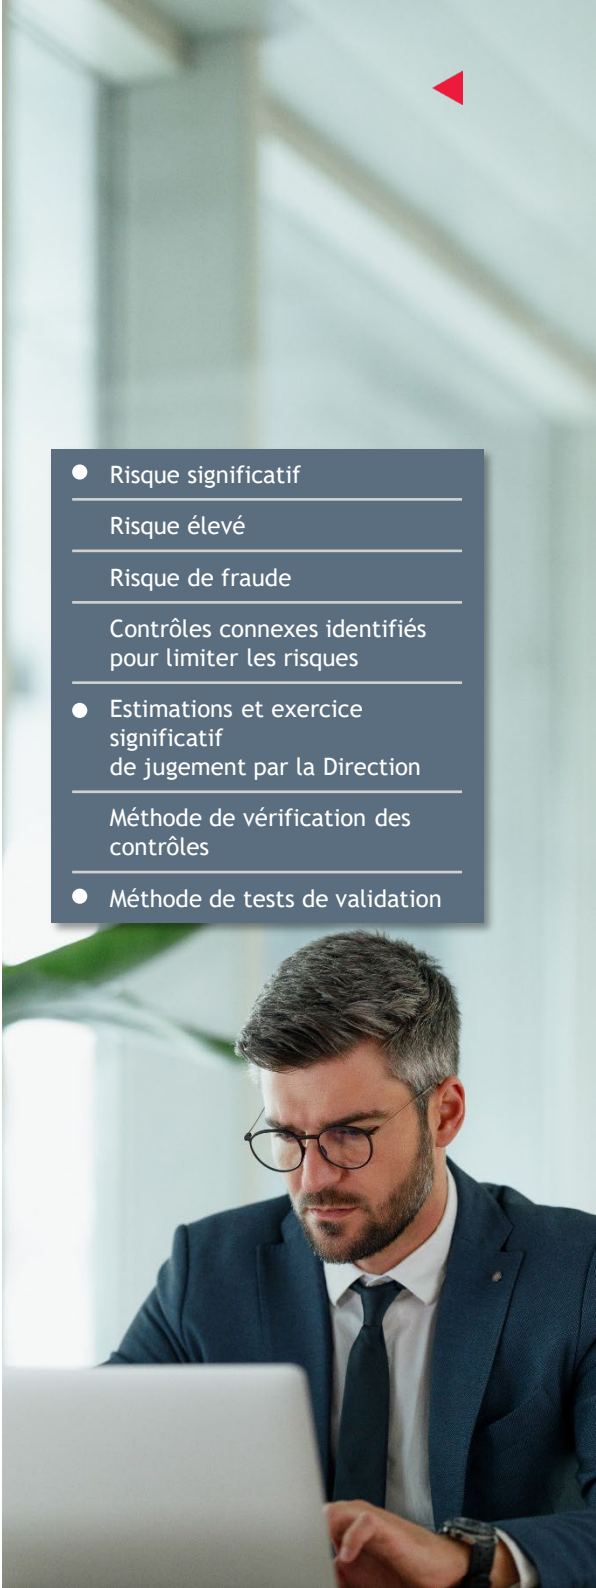 Risque significatif
Risque élevé
Risque de fraude
Contrôles connexes identifiés
pour limiter les risques
Estimations et exercice
significatif
de jugement par la Direction
Méthode de vérification des
contrôles
Méthode de tests de validation